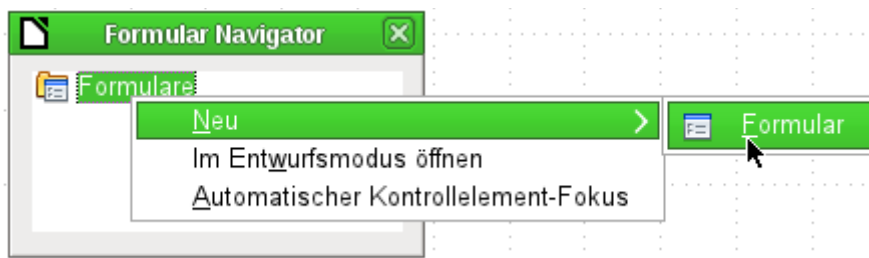 Formular Navigator
Formulare
Neu
Formular
Im Entwurfsmodus öffnen
Automatischer Kontrollelement-Fokus